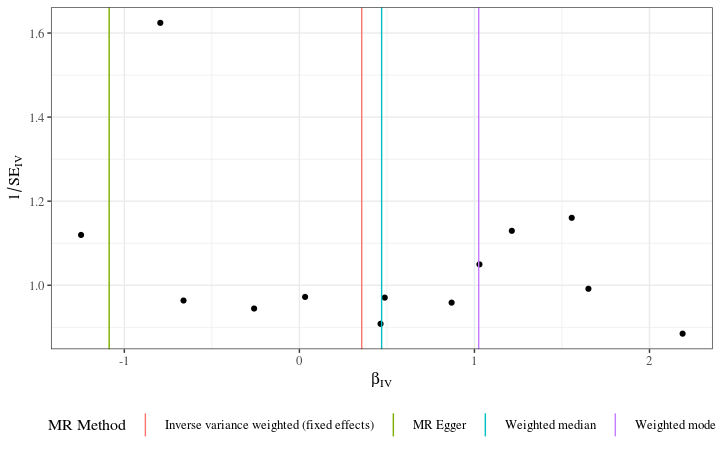 1.6
1.4
1.2
1.0
1/SE_IV
-1 0 1 2
β_IV
MR Method Inverse variance weighted (fixed effects) MR Egger Weighted median Weighted mode